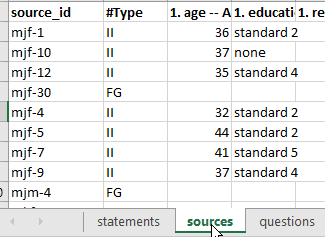 source_id #Type 1. age -- A 1. educati 1. re
mjf-1 II 36 standard 2
mjf-10 II 37 none
mjf-12 II 35 standard 4
mjf-30 FG
mjf-4 II 32 standard 2
mjf-5 II 44 standard 2
mjf-7 II 41 standard 5
mjf-9 II 37 standard 4
mjm-4 FG
statements sources questions